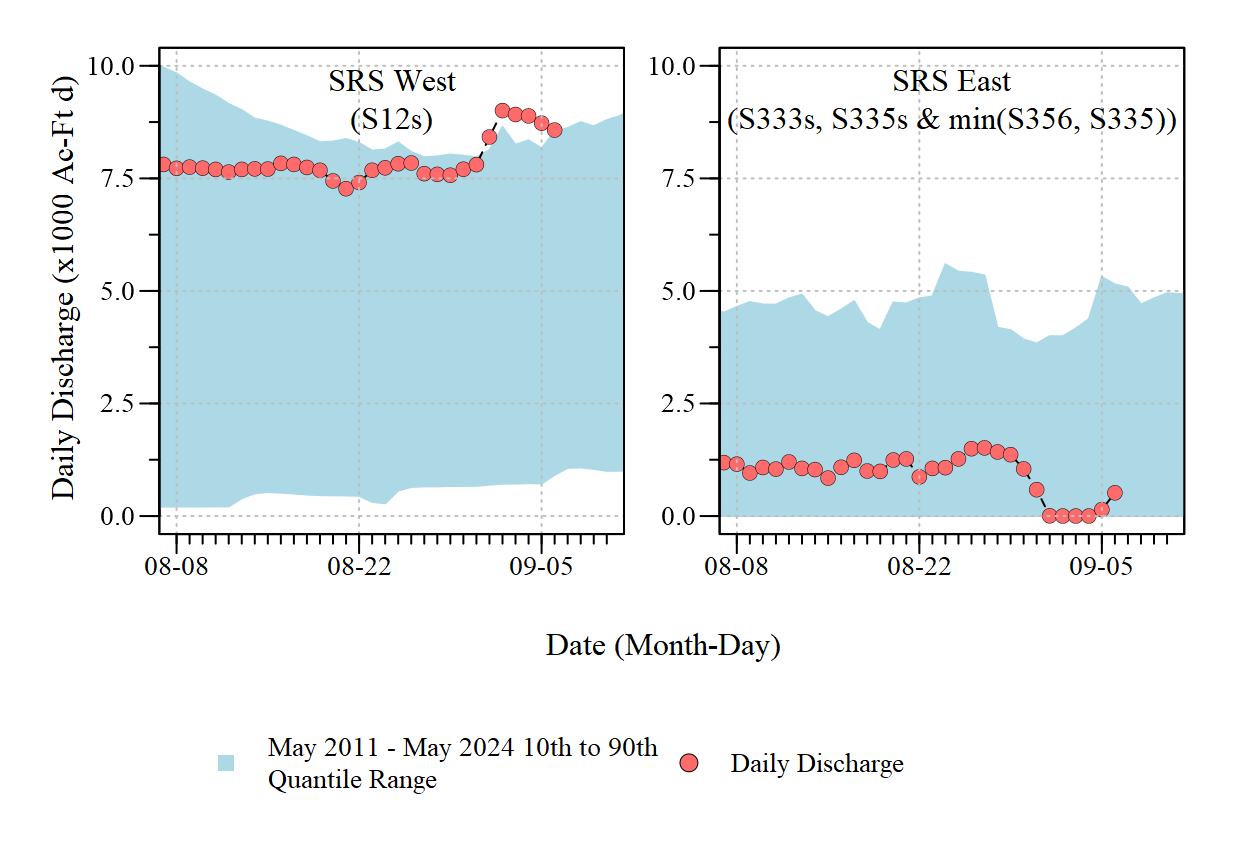 SRS West
(S12s)
10.0
7.5
5.0
2.5
0.0
08-08
08-22
09-05
Daily Discharge (x1000 Ac-Ft d)
SRS East
(S333s, S335s & min(S356, S335))
10.0
7.5
5.0
2.5
0.0
08-08
08-22
09-05
Date (Month-Day)
May 2011 - May 2024 10th to 90th
Quantile Range
Daily Discharge